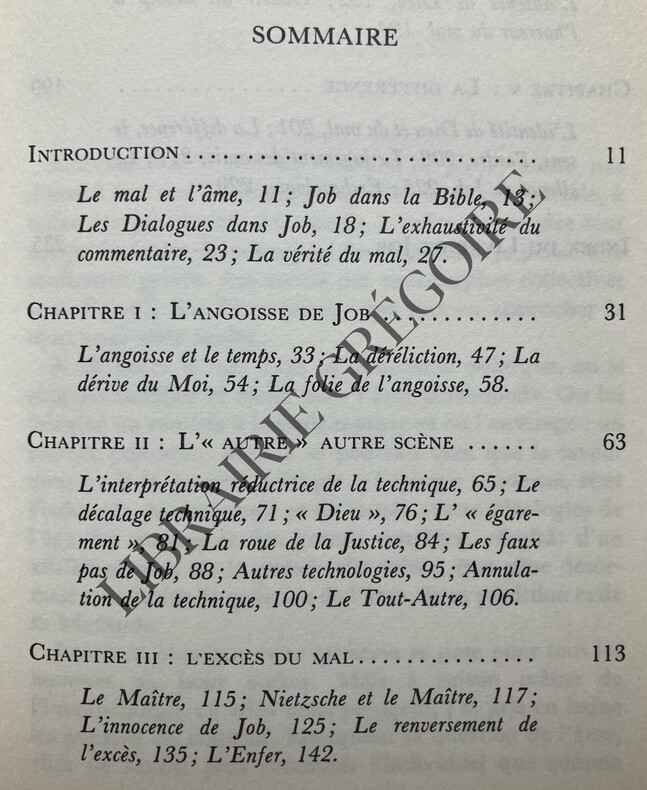 SOMMAIRE
INTRODUCTION.................................. 11
Le mal et l'âme, 11 ; Job dans la Bible, 13 ;
Les Dialogues dans Job, 18 ; L'exhaustivité du
commentaire, 23 ; La vérité du mal, 27.
CHAPITRE I : L'ANGOISSE DE JOB .............. 31
L'angoisse et le temps, 33 ; La déréliction, 47 ; La
dérive du Moi, 54 ; La folie de l'angoisse, 58.
CHAPITRE II : L'« AUTRE » AUTRE SCÈNE ...... 63
L'interprétation réductrice de la technique, 65 ; Le
décalage technique, 71 ; « Dieu », 76 ; L' « égare-
ment », 81 ; La roue de la Justice, 84 ; Les faux
pas de Job, 88 ; Autres technologies, 95 ; Annula-
tion de la technique, 100 ; Le Tout-Autre, 106.
CHAPITRE III : L'EXCÈS DU MAL................ 113
Le Maître, 115 ; Nietzsche et le Maître, 117 ;
L'innocence de Job, 125 ; Le renversement de
l'excès, 135 ; L'Enfer, 142.
LIBRAIRIE GRÉGOIRE